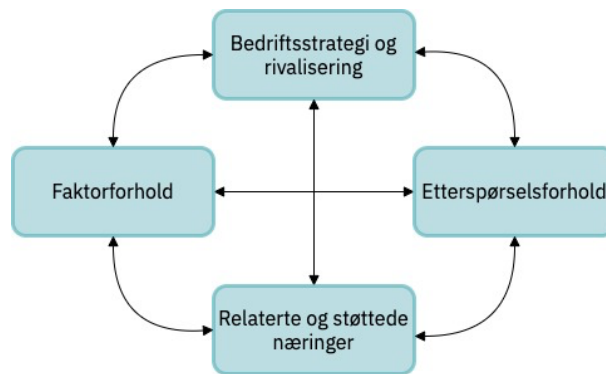 Bedriftsstrategi og
rivalisering
Faktorforhold
Etterspørselsforhold
Relaterte og støttede
næringer